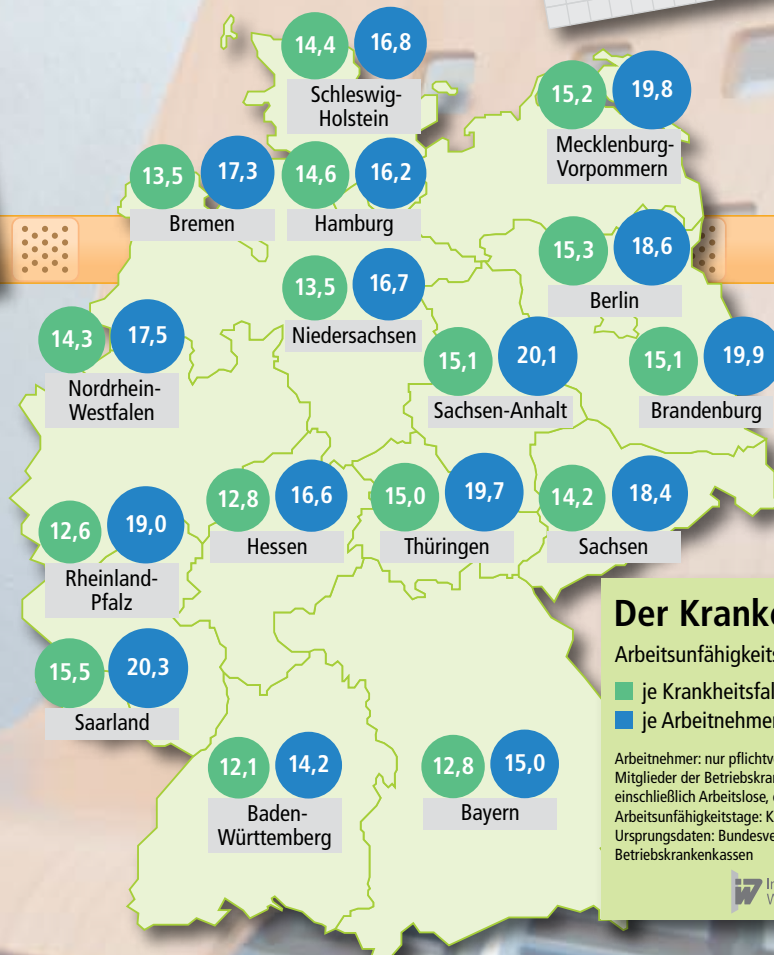 14,4 16,8
Schleswig-
Holstein
15,2 19,8
Mecklenburg-
Vorpommern
13,5 17,3
Bremen
14,6 16,2
Hamburg
15,3 18,6
Berlin
13,5 16,7
Niedersachsen
14,3 17,5
Nordrhein-
Westfalen
15,1 20,1
Sachsen-Anhalt
15,1 19,9
Brandenburg
12,6 19,0
Rheinland-
Pfalz
12,8 16,6
Hessen
15,0 19,7
Thüringen
14,2 18,4
Sachsen
15,5 20,3
Saarland
12,1 14,2
Baden-
Württemberg
12,8 15,0
Bayern
Der Kranke
Arbeitsunfähigkeits
je Krankheitsfal
je Arbeitnehmer
Arbeitnehmer: nur pflichtve
Mitglieder der Betriebskran
einschließlich Arbeitslose,
Arbeitsunfähigkeitstage: K
Ursprungsdaten: Bundesve
Betriebskrankenkassen